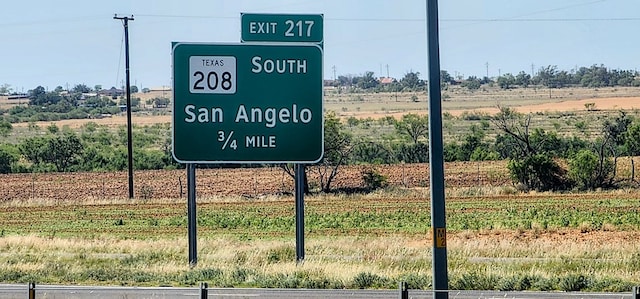 EXIT 217
TEXAS
208
SOUTH
San Angelo
3/4 MILE